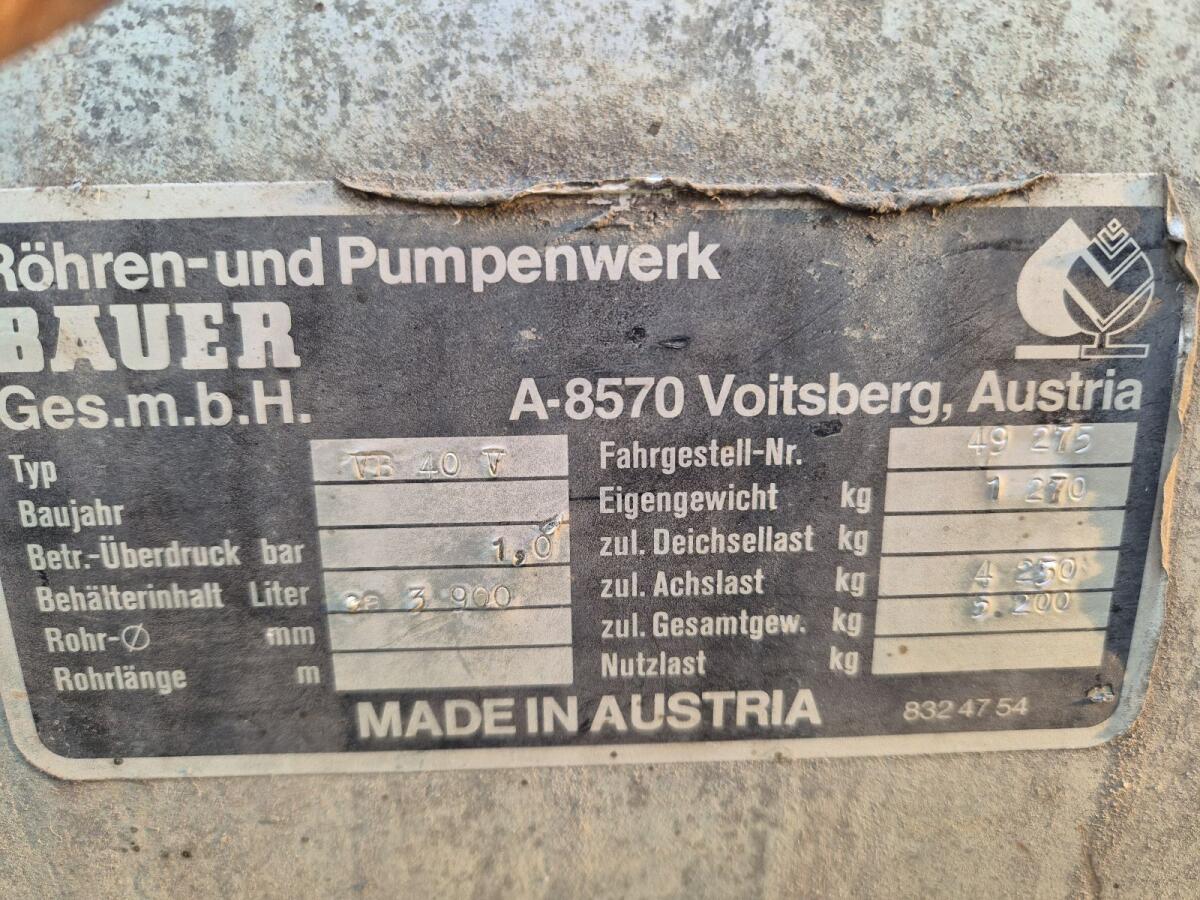 Röhren-und Pumpenwerk
BAUER
Ges.m.b.H.
A-8570 Voitsberg, Austria
Typ VB 40 V
Baujahr
Betr.-Überdruck bar 1,0
Behälterinhalt Liter ca 3 900
Rohr-Ø mm
Rohrlänge m
Fahrgestell-Nr. 49 275
Eigengewicht kg 1 270
zul. Deichsellast kg
zul. Achslast kg 4 250
zul. Gesamtgew. kg 5.200
Nutzlast kg
MADE IN AUSTRIA
832 47 54